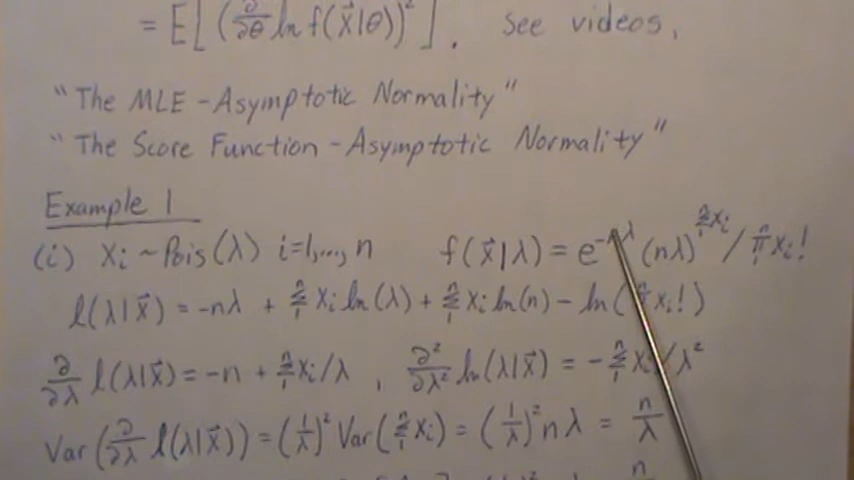 = E[ (∂/∂θ ln f(x⃗|θ))² ] . See videos,
"The MLE - Asymptotic Normality"
"The Score Function - Asymptotic Normality"
Example 1
(i) Xi ~ Pois(λ) i=1,..., n f(x⃗|λ) = e^-nλ (nλ)^Σ₁ⁿxi / π₁ⁿ xi!
l(λ|x⃗) = -nλ + Σ₁ⁿ xi ln(λ) + Σ₁ⁿ xi ln(n) - ln(π₁ⁿ xi!)
∂/∂λ l(λ|x⃗) = -n + Σ₁ⁿ xi/λ , ∂²/∂λ² ln(λ|x⃗) = -Σ₁ⁿ xi/λ²
Var(∂/∂λ l(λ|x⃗)) = (1/λ)² Var(Σ₁ⁿ xi) = (1/λ)² nλ = n/λ